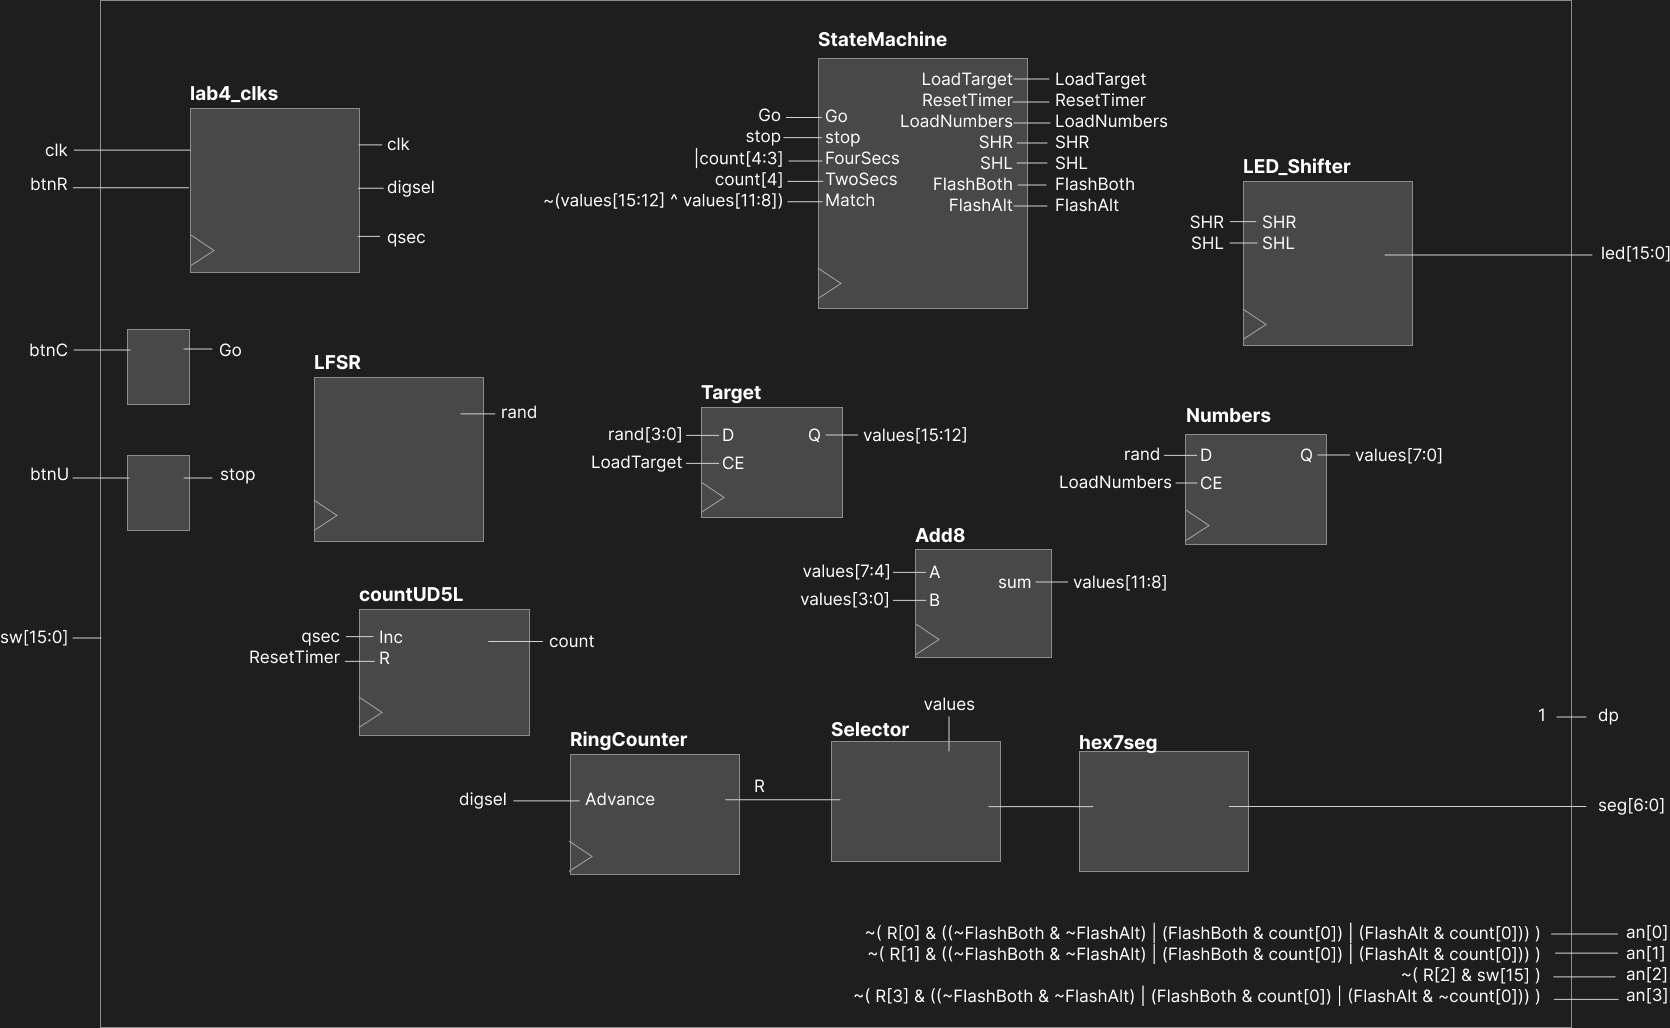 StateMachine
LoadTarget LoadTarget
ResetTimer ResetTimer
Go Go LoadNumbers LoadNumbers
stop stop SHR SHR
|count[4:3] FourSecs SHL SHL
count[4] TwoSecs FlashBoth FlashBoth
~(values[15:12] ^ values[11:8]) Match FlashAlt FlashAlt
lab4_clks
clk clk
btnR digsel
qsec
LED_Shifter
SHR SHR
SHL SHL
led[15:0]
btnC Go
LFSR
rand
btnU stop
Target
rand[3:0] D Q values[15:12]
LoadTarget CE
Numbers
rand D Q values[7:0]
LoadNumbers CE
Add8
values[7:4] A sum values[11:8]
values[3:0] B
countUD5L
sw[15:0]
qsec Inc count
ResetTimer R
RingCounter
digsel Advance R
values
Selector
hex7seg
1 dp
seg[6:0]
~( R[0] & ((~FlashBoth & ~FlashAlt) | (FlashBoth & count[0]) | (FlashAlt & count[0])) ) an[0]
~( R[1] & ((~FlashBoth & ~FlashAlt) | (FlashBoth & count[0]) | (FlashAlt & count[0])) ) an[1]
~( R[2] & sw[15] ) an[2]
~( R[3] & ((~FlashBoth & ~FlashAlt) | (FlashBoth & count[0]) | (FlashAlt & ~count[0])) ) an[3]